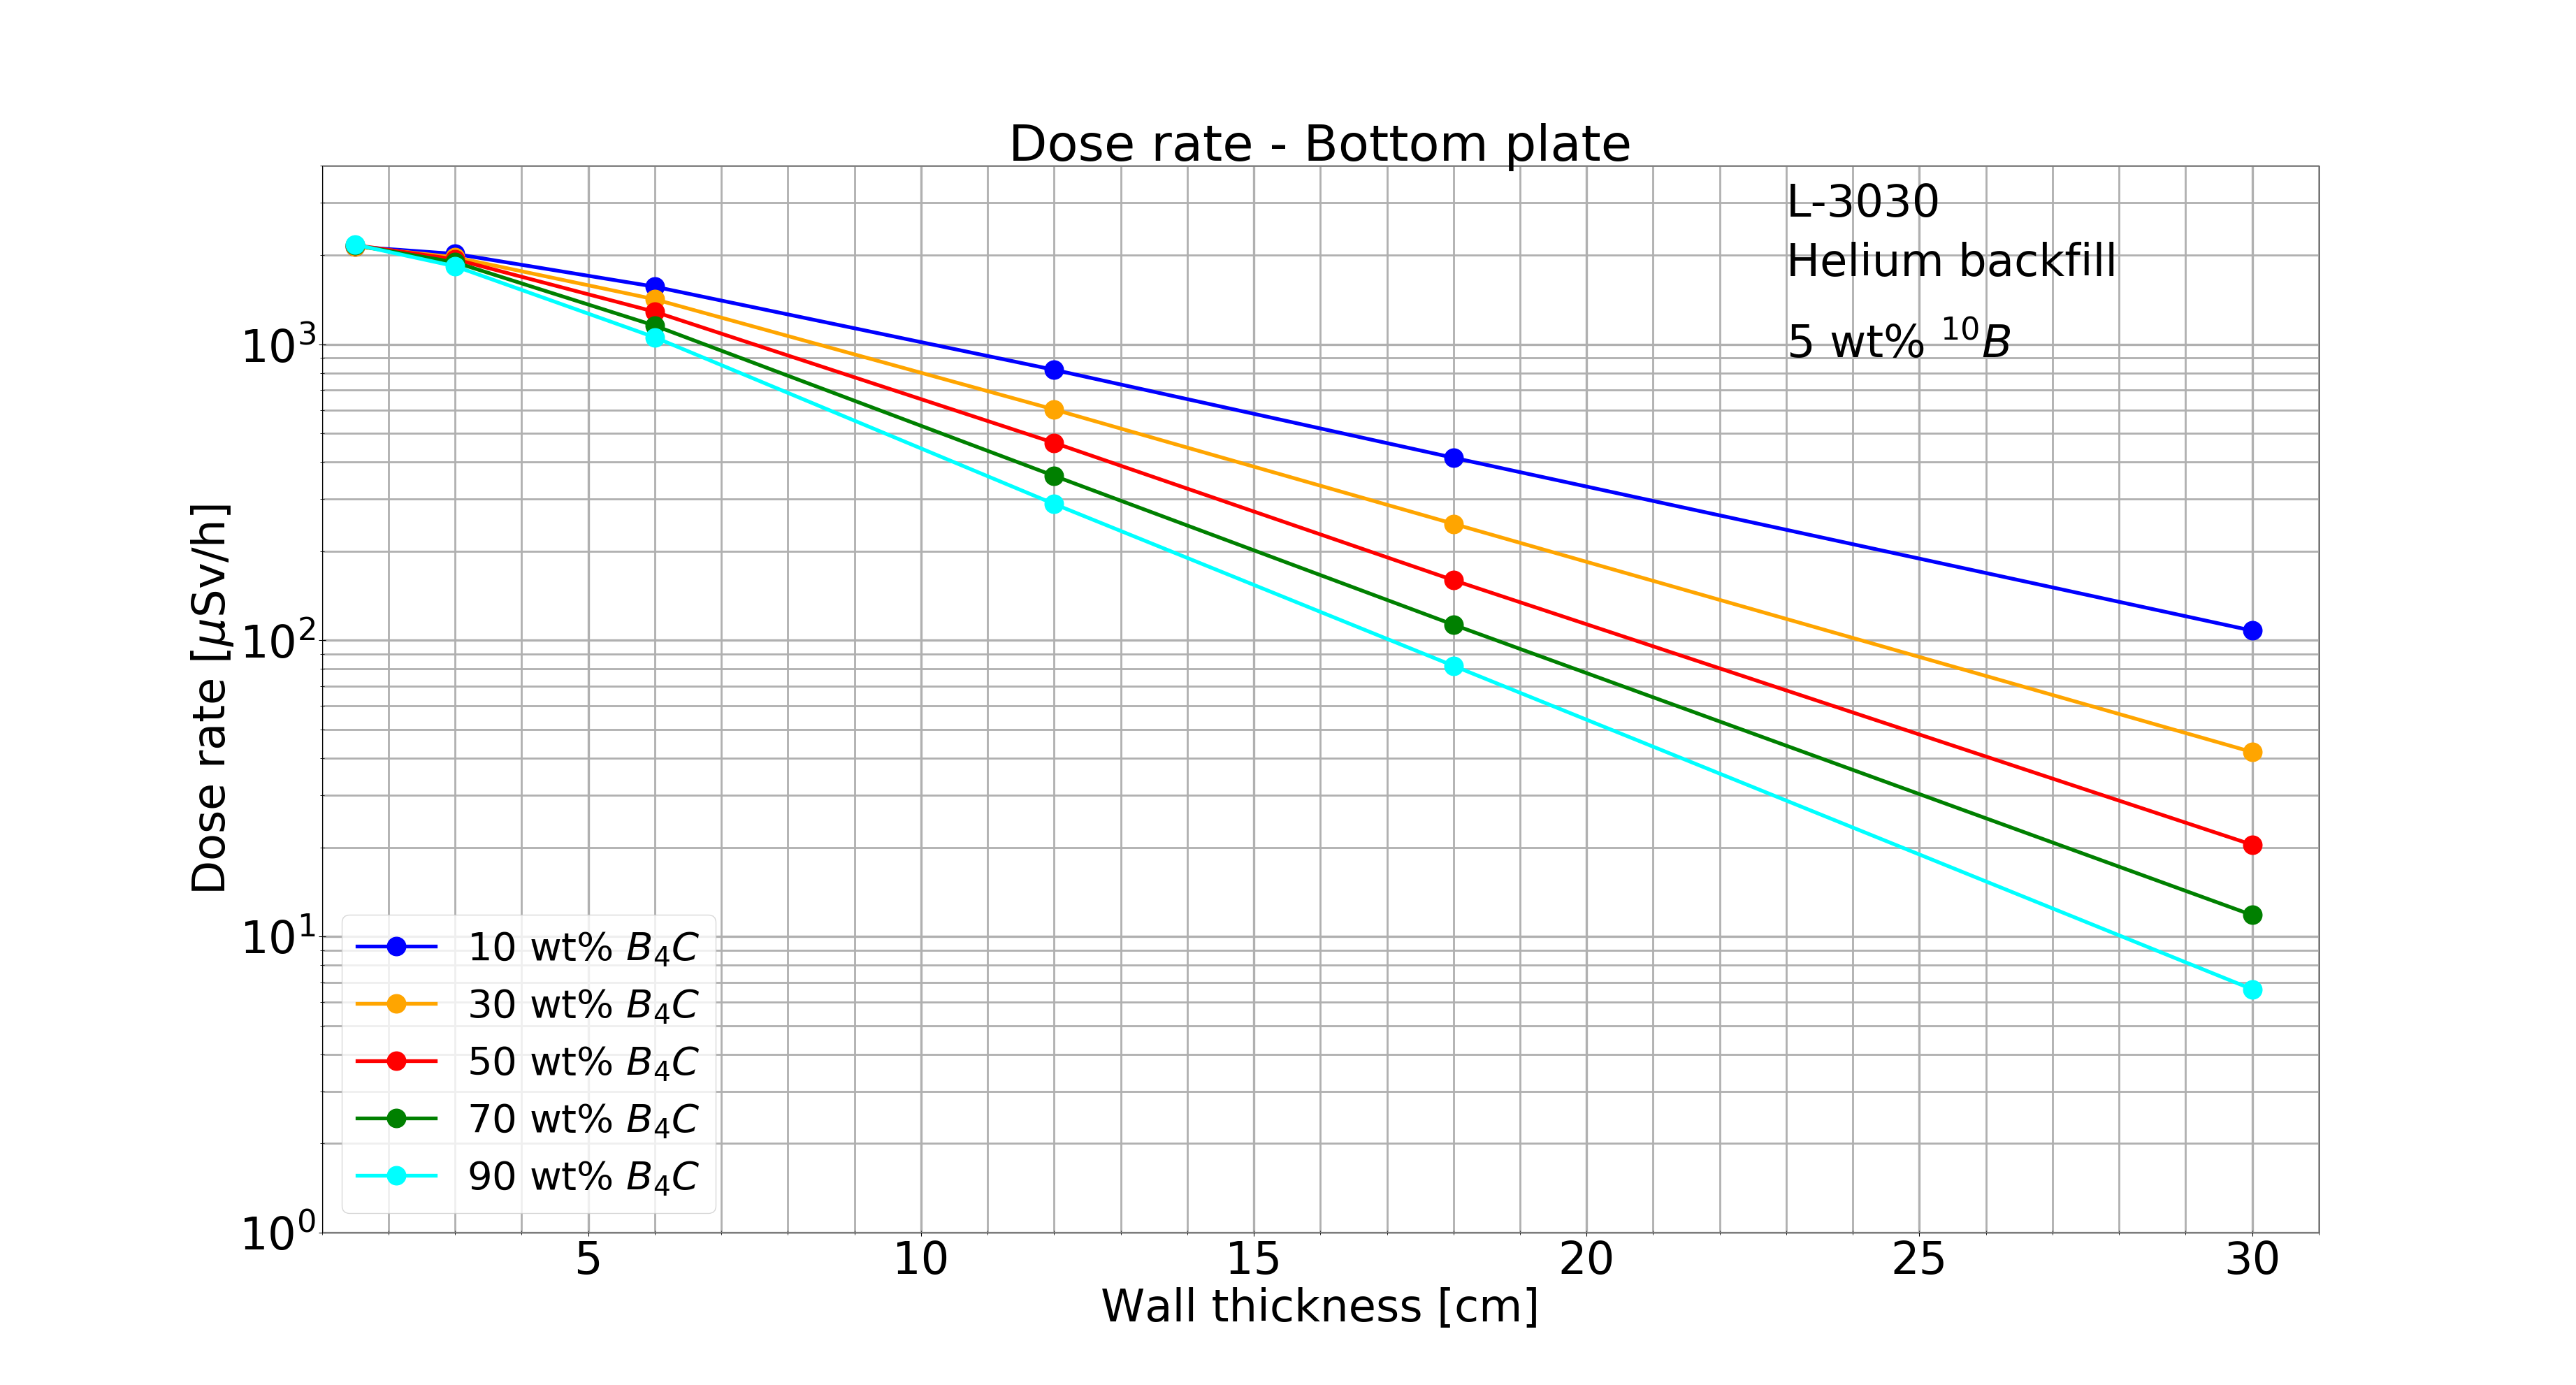 Dose rate - Bottom plate
L-3030
Helium backfill
5 wt% ¹⁰B
Dose rate [μSv/h]
10³
10²
10¹
10⁰
10 wt% B₄C
30 wt% B₄C
50 wt% B₄C
70 wt% B₄C
90 wt% B₄C
5 10 15 20 25 30
Wall thickness [cm]